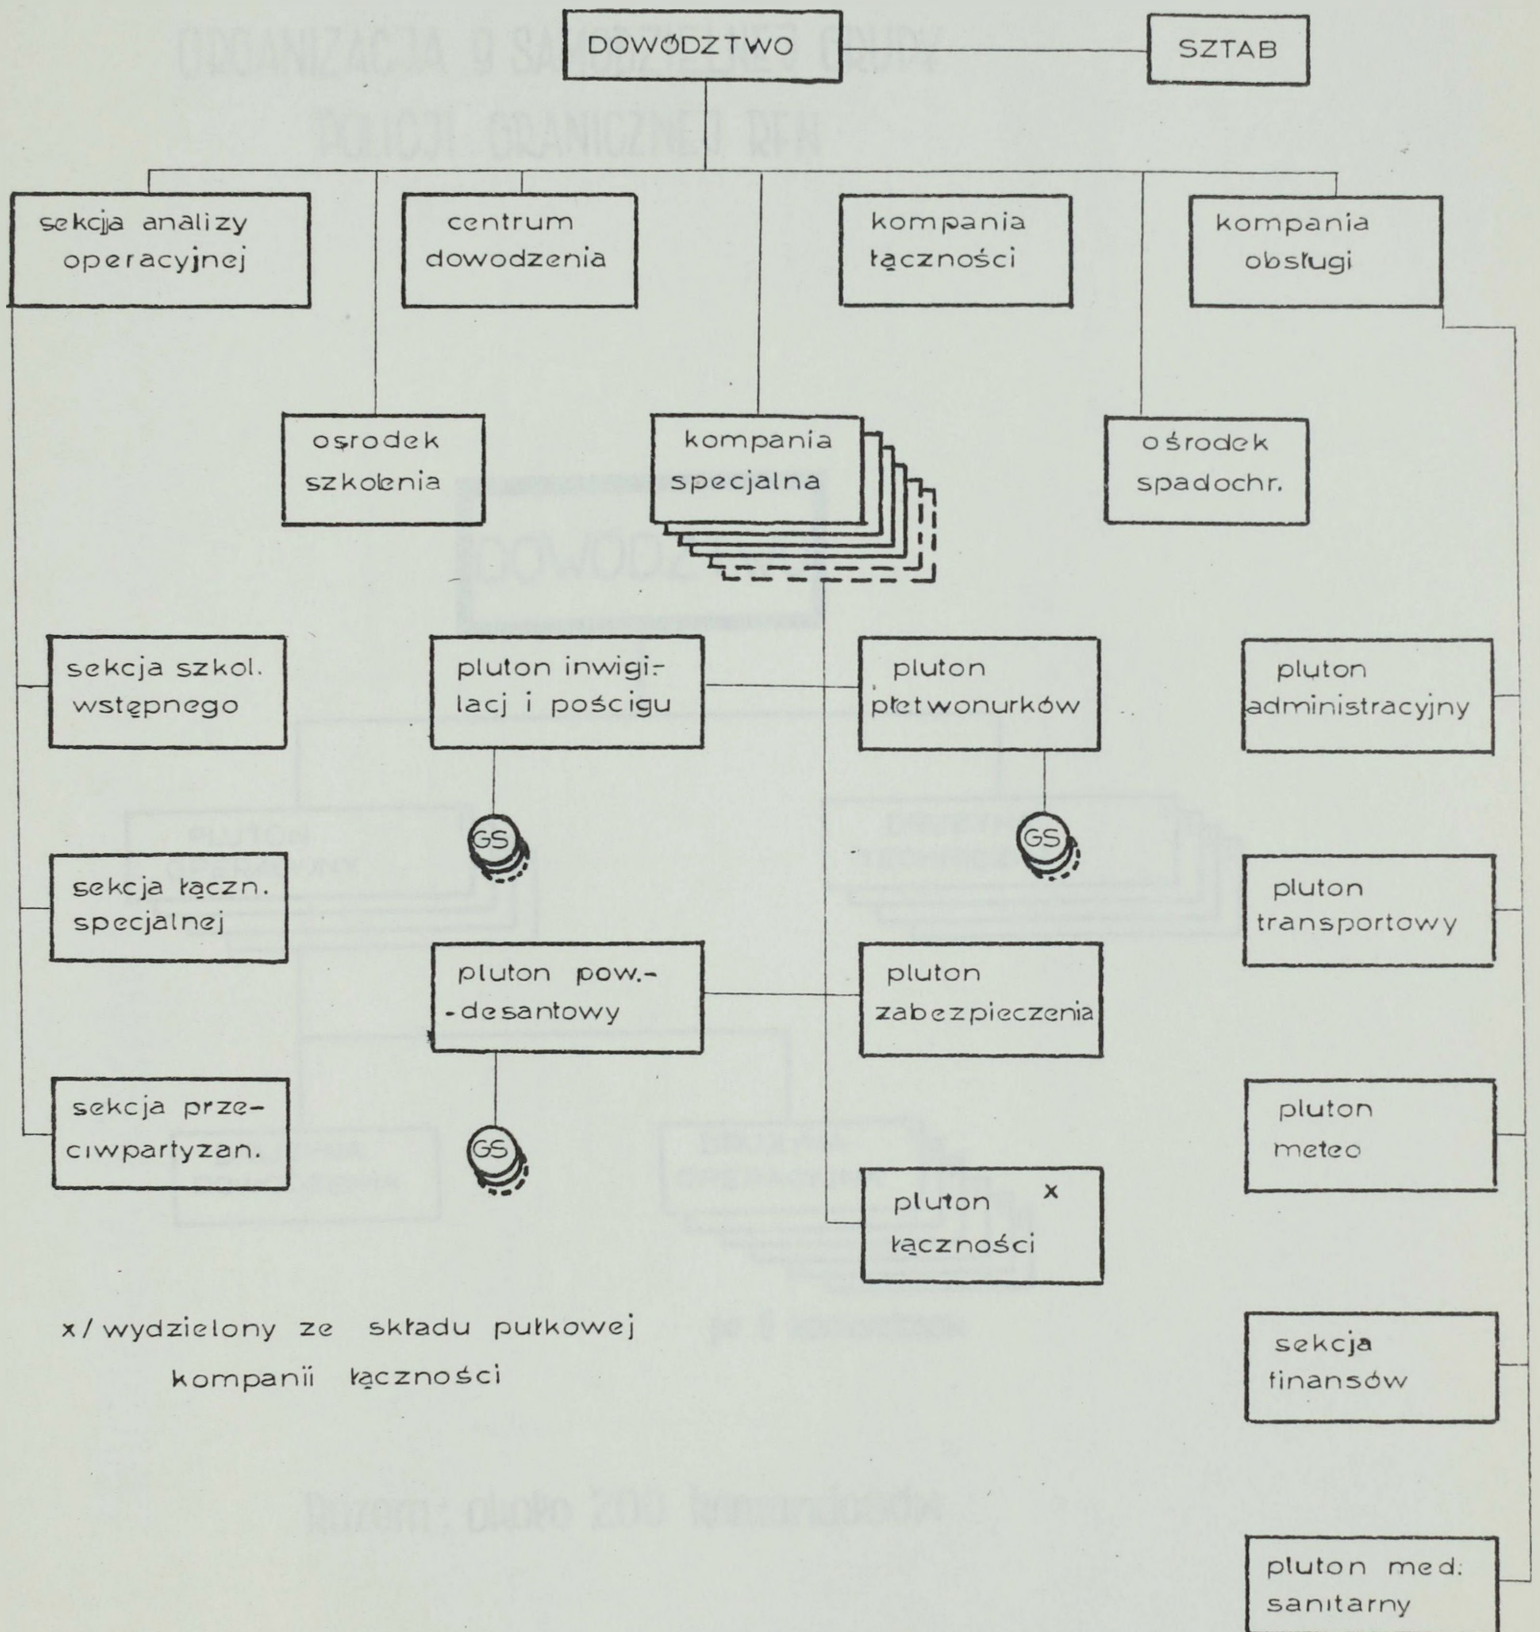 DOWÓDZTWO
SZTAB
sekcjja analizy
operacyjnej
centrum
dowodzenia
kompania
łączności
kompania
obsługi
osrodek
szkolenia
kompania
specjalna
ośrodek
spadochr.
sekcja szkol.
wstępnego
pluton inwigi-
lacj i pościgu
pluton
płetwonurków
pluton
administracyjny
GS
GS
sekcja łączn.
specjalnej
pluton
transportowy
pluton pow.-
-desantowy
pluton
zabezpieczenia
sekcja prze-
ciwpartyzan.
GS
pluton
meteo
pluton x
łączności
x/ wydzielony ze składu pułkowej
kompanii łączności
sekcja
finansów
pluton med.
sanitarny